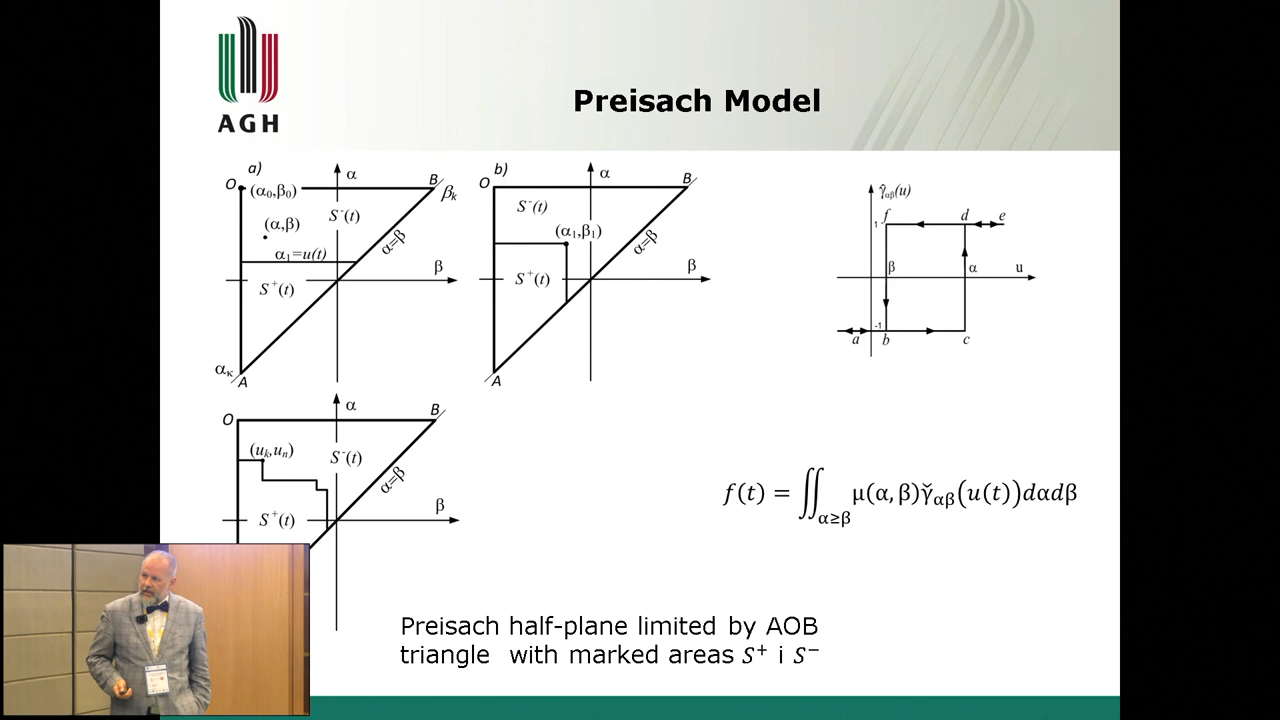 AGH
Preisach Model
a)
α
O
(α₀,β₀)
B
βₖ
S⁻(t)
(α,β)
α=β
α₁=u(t)
β
S⁺(t)
αₖ
A
b)
α
O
B
S⁻(t)
(α₁,β₁)
α=β
β
S⁺(t)
A
γ̂αβ(u)
f
d
e
1
β
α
u
-1
a
b
c
α
O
B
(uₖ,uₙ)
S⁻(t)
α=β
β
S⁺(t)
f(t) = ∬α≥β μ(α,β)γ̌αβ(u(t))dαdβ
Preisach half-plane limited by AOB
triangle with marked areas S⁺ i S⁻